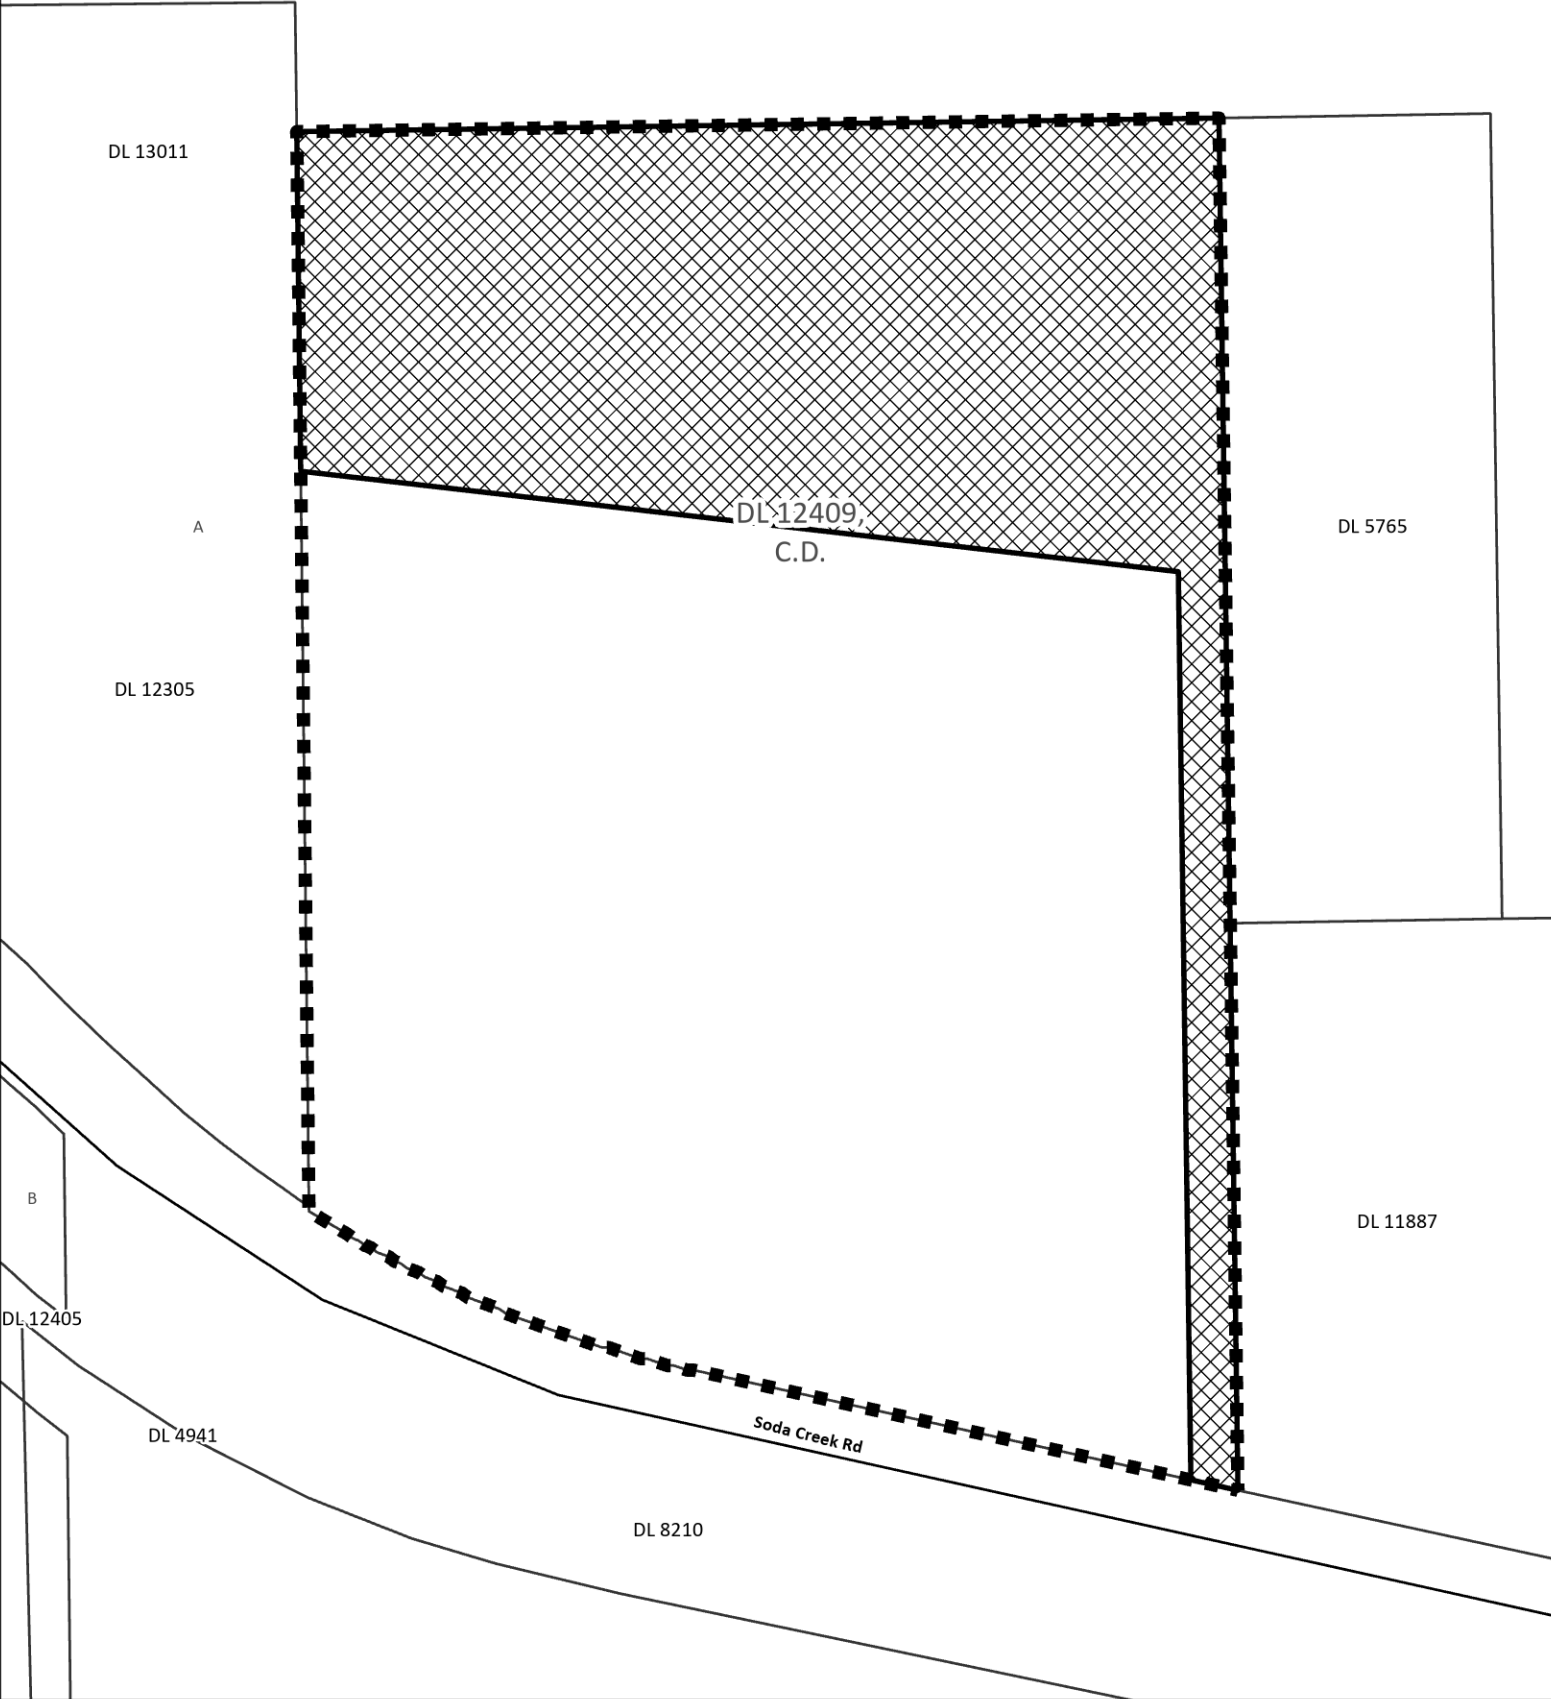 DL 13011
DL 12409,
C.D.
A
DL 5765
DL 12305
B
DL 11887
DL 12405
Soda Creek Rd
DL 4941
DL 8210